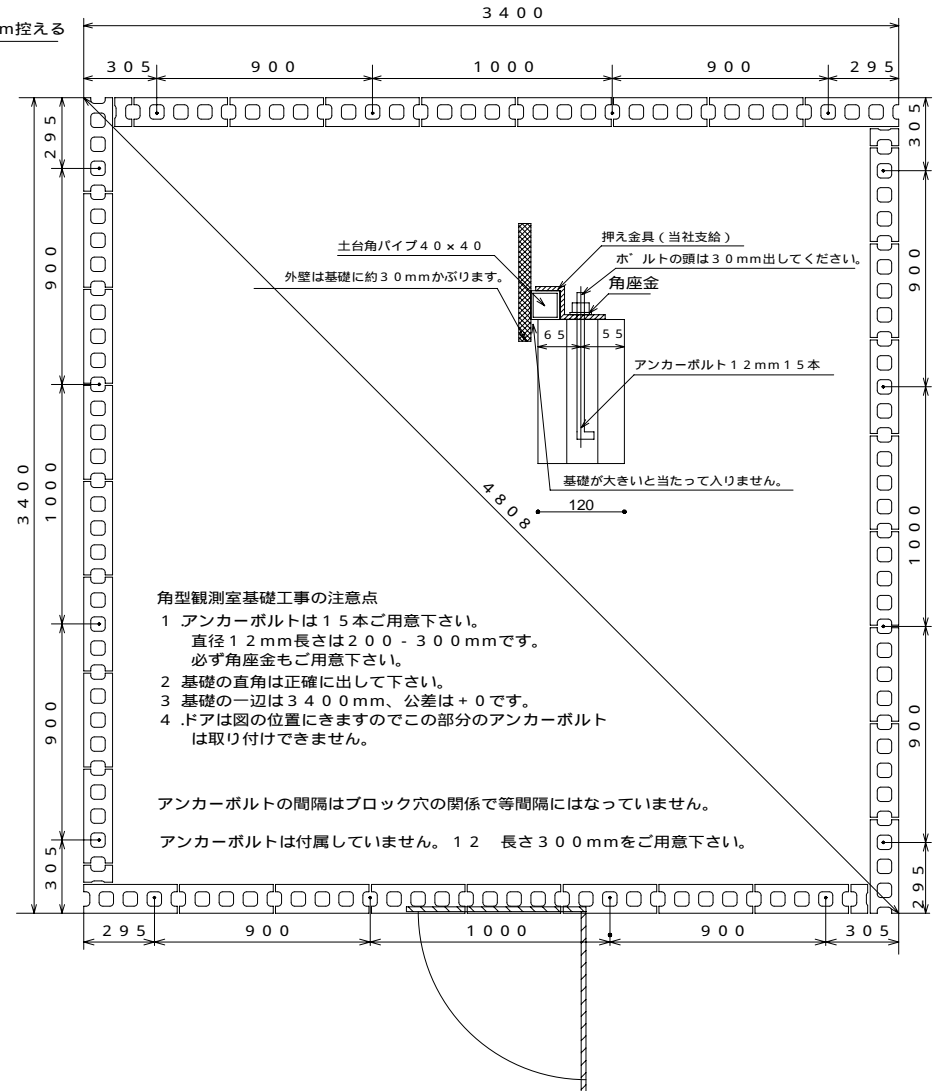 m控える
3400
305
900
1000
900
295
295
900
1000
900
305
3400
305
900
1000
900
295
土台角パイプ40×40
外壁は基礎に約30mmかぶります。
押え金具(当社支給)
ボルトの頭は30mm出してください。
角座金
65
55
アンカーボルト12mm15本
基礎が大きいと当たって入りません。
120
4808
角型観測室基礎工事の注意点
1.アンカーボルトは15本ご用意下さい。
直径12mm長さは200-300mmです。
必ず角座金もご用意下さい。
2 基礎の直角は正確に出して下さい。
3 基礎の一辺は3400mm、公差は+0です。
4.ドアは図の位置にきますのでこの部分のアンカーボルト
は取り付けできません。
アンカーボルトの間隔はブロック穴の関係で等間隔にはなっていません。
アンカーボルトは付属していません。12 長さ300mmをご用意下さい。
295
900
1000
900
305